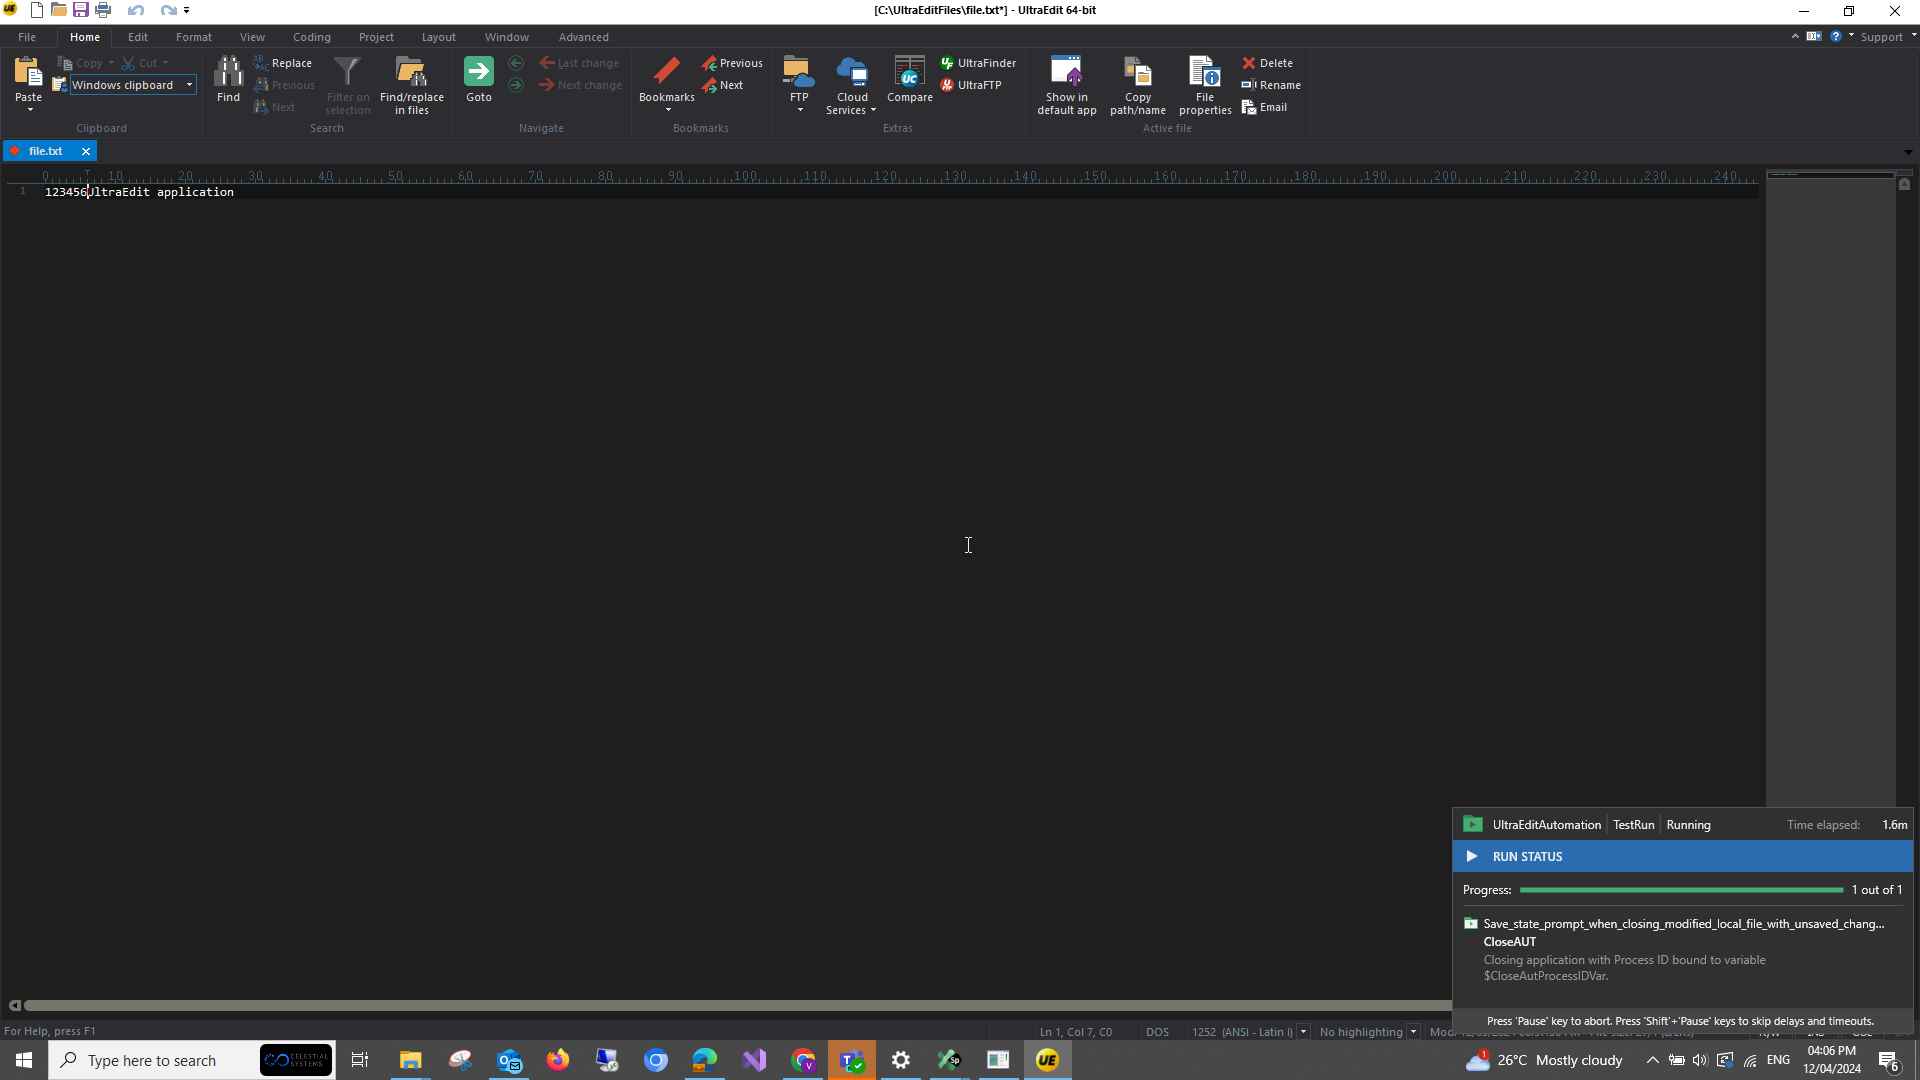 [C:\UltraEditFiles\file.txt*] - UltraEdit 64-bit
File Home Edit Format View Coding Project Layout Window Advanced Support
Paste Copy Cut
Windows clipboard
Clipboard
Find Replace
Previous
Next
Filter on selection
Find/replace in files
Search
Goto Last change
Next change
Navigate
Bookmarks Previous
Next
Bookmarks
FTP Cloud Services Compare UltraFinder
UltraFTP
Extras
Show in default app
Copy path/name
File properties
Delete
Rename
Email
Active file
file.txt
0 10 20 30 40 50 60 70 80 90 100 110 120 130 140 150 160 170 180 190 200 210 220 230 240
1 123456UltraEdit application
UltraEditAutomation TestRun Running Time elapsed: 1.6m
RUN STATUS
Progress: 1 out of 1
Save_state_prompt_when_closing_modified_local_file_with_unsaved_chang...
CloseAUT
Closing application with Process ID bound to variable
$CloseAutProcessIDVar.
Press 'Pause' key to abort. Press 'Shift'+'Pause' keys to skip delays and timeouts.
For Help, press F1 Ln 1, Col 7, C0 DOS 1252 (ANSI - Latin I) No highlighting
Type here to search CELESTIAL SYSTEMS 26°C Mostly cloudy ENG 04:06 PM
12/04/2024 6